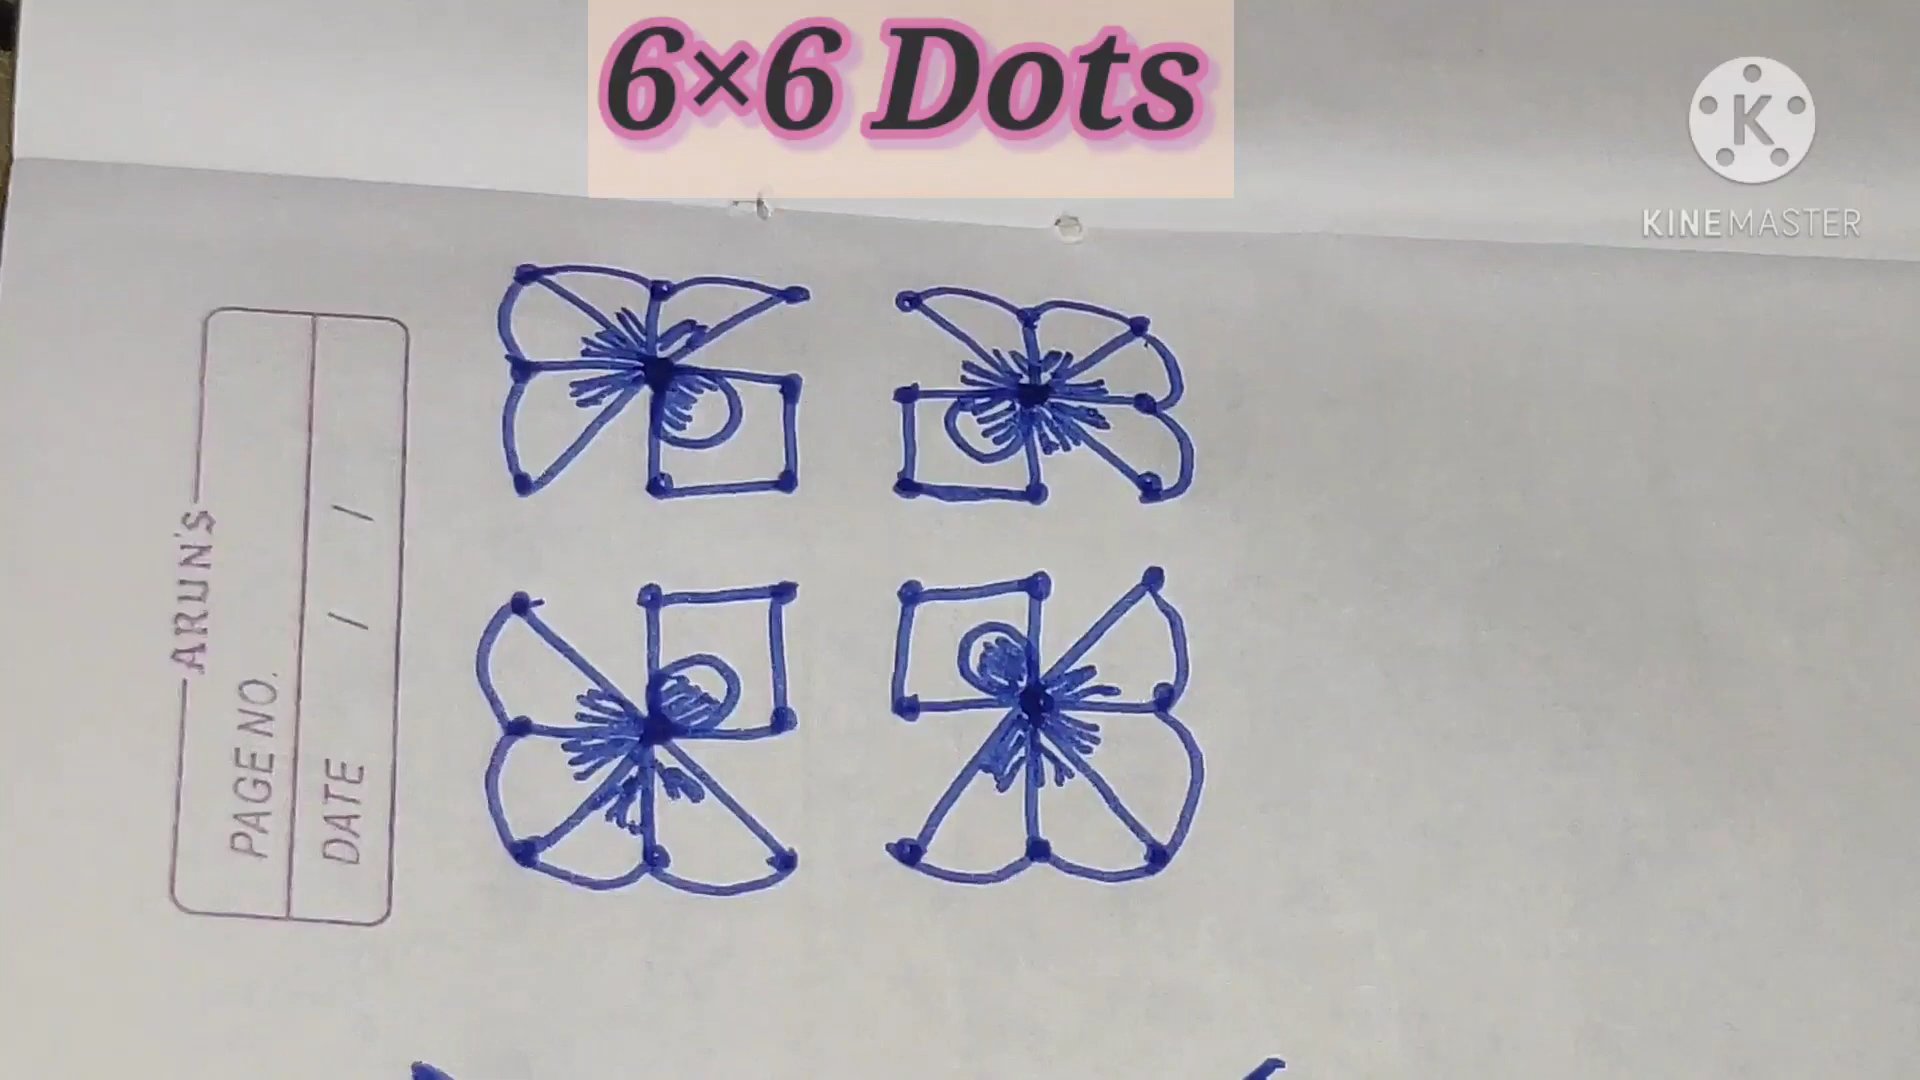 6×6 Dots
K
KINEMASTER
ARUN'S
PAGE NO.
DATE / /